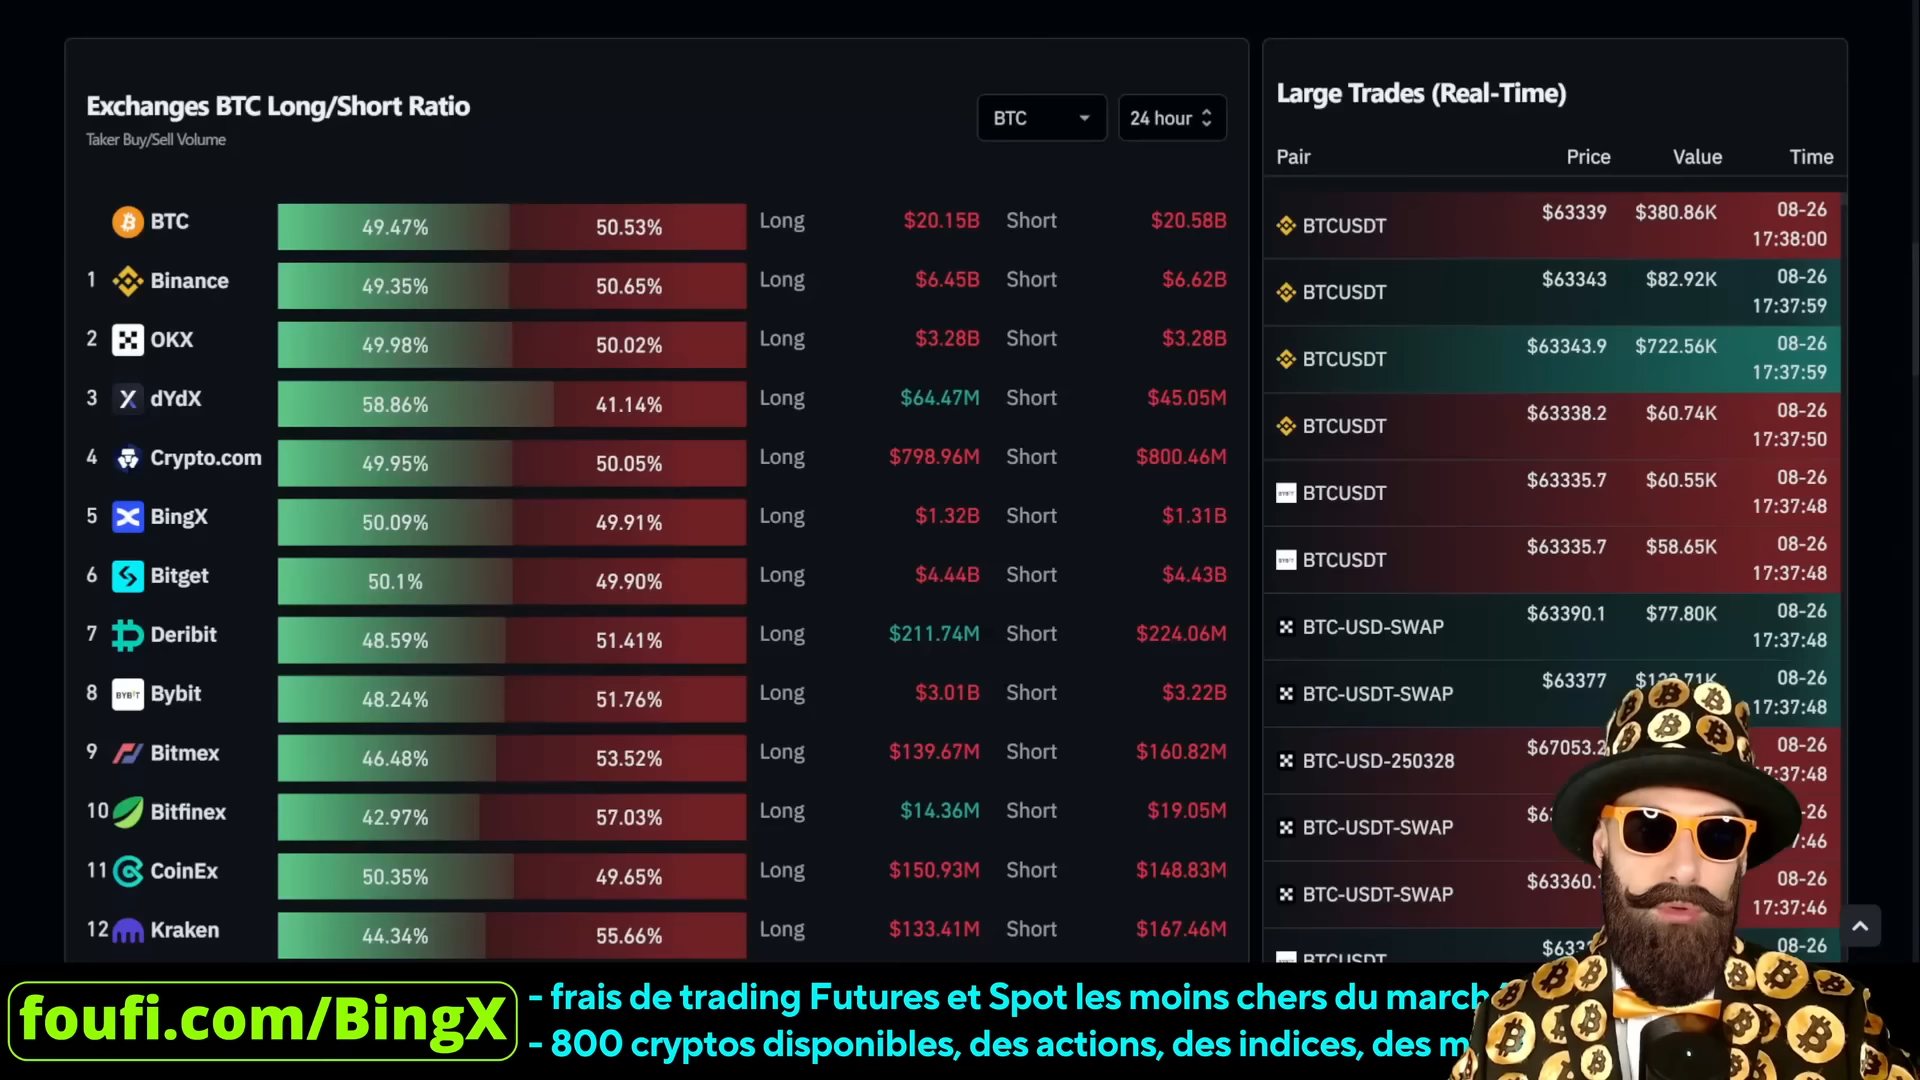 Exchanges BTC Long/Short Ratio
Taker Buy/Sell Volume
BTC
24 hour
BTC 49.47% 50.53% Long $20.15B Short $20.58B
1 Binance 49.35% 50.65% Long $6.45B Short $6.62B
2 OKX 49.98% 50.02% Long $3.28B Short $3.28B
3 dYdX 58.86% 41.14% Long $64.47M Short $45.05M
4 Crypto.com 49.95% 50.05% Long $798.96M Short $800.46M
5 BingX 50.09% 49.91% Long $1.32B Short $1.31B
6 Bitget 50.1% 49.90% Long $4.44B Short $4.43B
7 Deribit 48.59% 51.41% Long $211.74M Short $224.06M
8 BYBIT Bybit 48.24% 51.76% Long $3.01B Short $3.22B
9 Bitmex 46.48% 53.52% Long $139.67M Short $160.82M
10 Bitfinex 42.97% 57.03% Long $14.36M Short $19.05M
11 CoinEx 50.35% 49.65% Long $150.93M Short $148.83M
12 Kraken 44.34% 55.66% Long $133.41M Short $167.46M
Large Trades (Real-Time)
Pair Price Value Time
BTCUSDT $63339 $380.86K 08-26 17:38:00
BTCUSDT $63343 $82.92K 08-26 17:37:59
BTCUSDT $63343.9 $722.56K 08-26 17:37:59
BTCUSDT $63338.2 $60.74K 08-26 17:37:50
BTCUSDT $63335.7 $60.55K 08-26 17:37:48
BTCUSDT $63335.7 $58.65K 08-26 17:37:48
BTC-USD-SWAP $63390.1 $77.80K 08-26 17:37:48
BTC-USDT-SWAP $63377 08-26 17:37:48
BTC-USD-250328 $67053.2 08-26 7:37:48
BTC-USDT-SWAP $63 -26 7:46
BTC-USDT-SWAP $63360. 08-26 17:37:46
BTCUSDT 08-26
foufi.com/BingX
- frais de trading Futures et Spot les moins chers du march
- 800 cryptos disponibles, des actions, des indices, des m